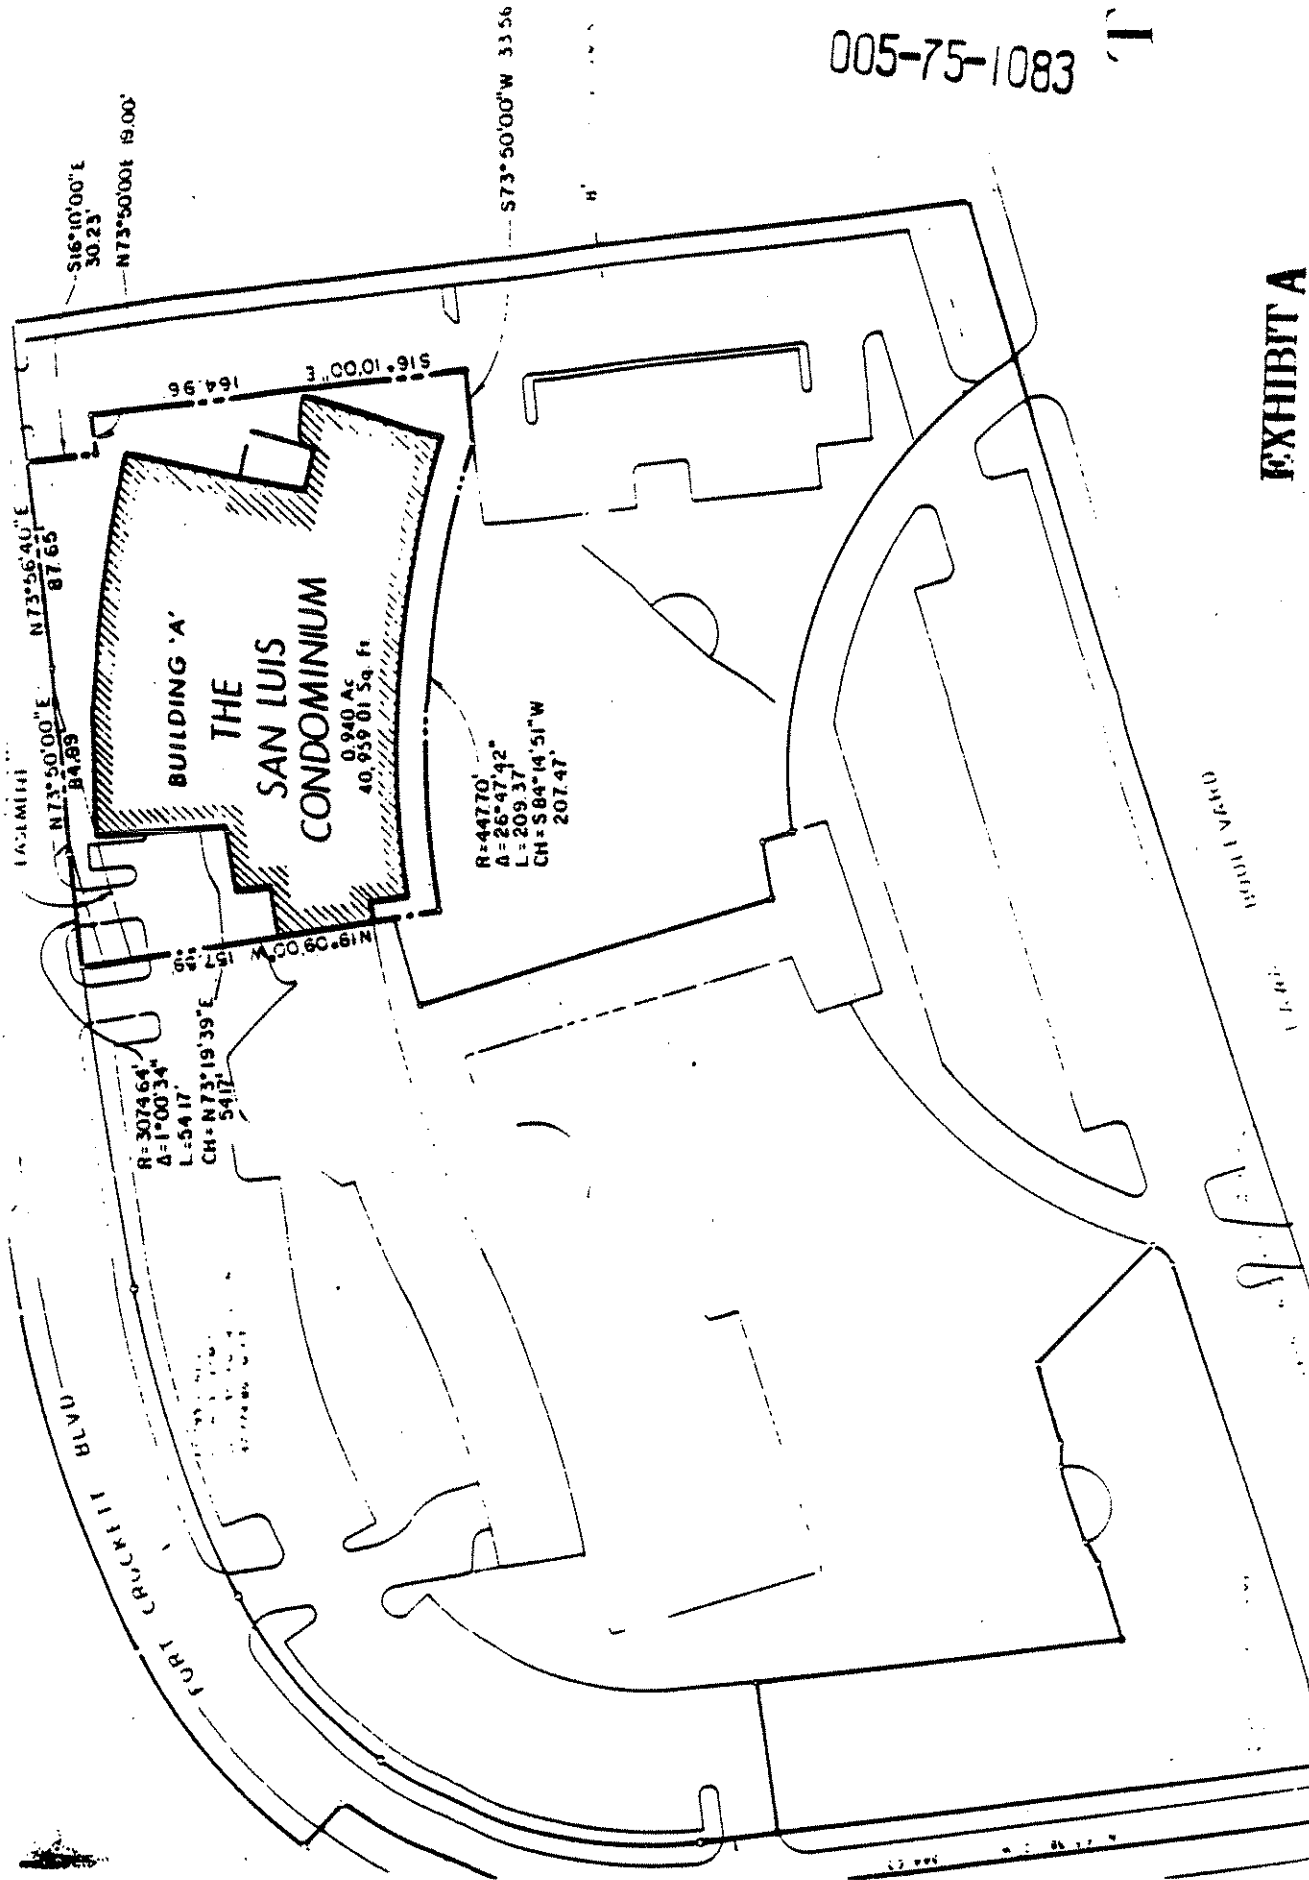 005-75-1083
EXHIBIT A
S16°10'00"E
30.23'
N73°50'00E 19.00'
S73°50'00"W 33.56
H'
S16°10'00"E
164.96
N73°56'40"E
87.65'
EASEMENT
N73°50'00"E
84.89
BUILDING 'A'
THE
SAN LUIS
CONDOMINIUM
0.940 Ac
40,959.01 Sq. Ft.
R=447.70'
Δ=26°47'42"
L=209.37'
CH=S84°14'51"W
207.47'
N19°09'00"W
R=3074.64'
Δ=1°00'34"
L=54.17'
CH=N73°19'39"E
54.17'
FORT CROCKETT BLVD
BOULEVARD